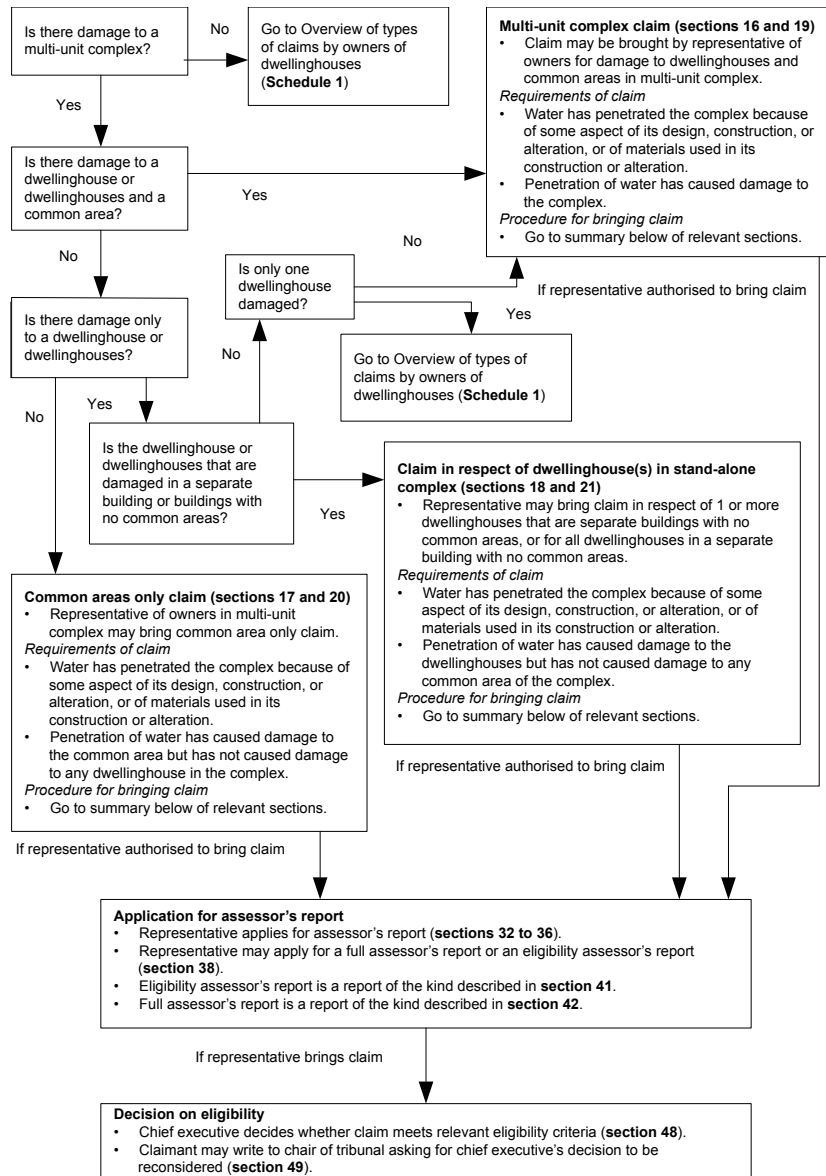 Is there damage to a
multi-unit complex?
No
Go to Overview of types
of claims by owners of
dwellinghouses
(Schedule 1)
Multi-unit complex claim (sections 16 and 19)
• Claim may be brought by representative of
owners for damage to dwellinghouses and
common areas in multi-unit complex.
Requirements of claim
• Water has penetrated the complex because
of some aspect of its design, construction, or
alteration, or of materials used in its
construction or alteration.
• Penetration of water has caused damage to
the complex.
Procedure for bringing claim
• Go to summary below of relevant sections.
Yes
Is there damage to a
dwellinghouse or
dwellinghouses and a
common area?
Yes
No
No
Is only one
dwellinghouse
damaged?
If representative authorised to bring claim
Yes
Is there damage only
to a dwellinghouse or
dwellinghouses?
No
Go to Overview of types of
claims by owners of
dwellinghouses (Schedule 1)
No
Yes
Is the dwellinghouse or
dwellinghouses that are
damaged in a separate
building or buildings with
no common areas?
Yes
Claim in respect of dwellinghouse(s) in stand-alone
complex (sections 18 and 21)
• Representative may bring claim in respect of 1 or more
dwellinghouses that are separate buildings with no
common areas, or for all dwellinghouses in a separate
building with no common areas.
Requirements of claim
• Water has penetrated the complex because of some
aspect of its design, construction, or alteration, or of
materials used in its construction or alteration.
• Penetration of water has caused damage to the
dwellinghouses but has not caused damage to any
common area of the complex.
Procedure for bringing claim
• Go to summary below of relevant sections.
Common areas only claim (sections 17 and 20)
• Representative of owners in multi-unit
complex may bring common area only claim.
Requirements of claim
• Water has penetrated the complex because of
some aspect of its design, construction, or
alteration, or of materials used in its
construction or alteration.
• Penetration of water has caused damage to
the common area but has not caused damage
to any dwellinghouse in the complex.
Procedure for bringing claim
• Go to summary below of relevant sections.
If representative authorised to bring claim
If representative authorised to bring claim
Application for assessor's report
• Representative applies for assessor's report (sections 32 to 36).
• Representative may apply for a full assessor's report or an eligibility assessor's report
(section 38).
• Eligibility assessor's report is a report of the kind described in section 41.
• Full assessor's report is a report of the kind described in section 42.
If representative brings claim
Decision on eligibility
• Chief executive decides whether claim meets relevant eligibility criteria (section 48).
• Claimant may write to chair of tribunal asking for chief executive's decision to be
reconsidered (section 49).